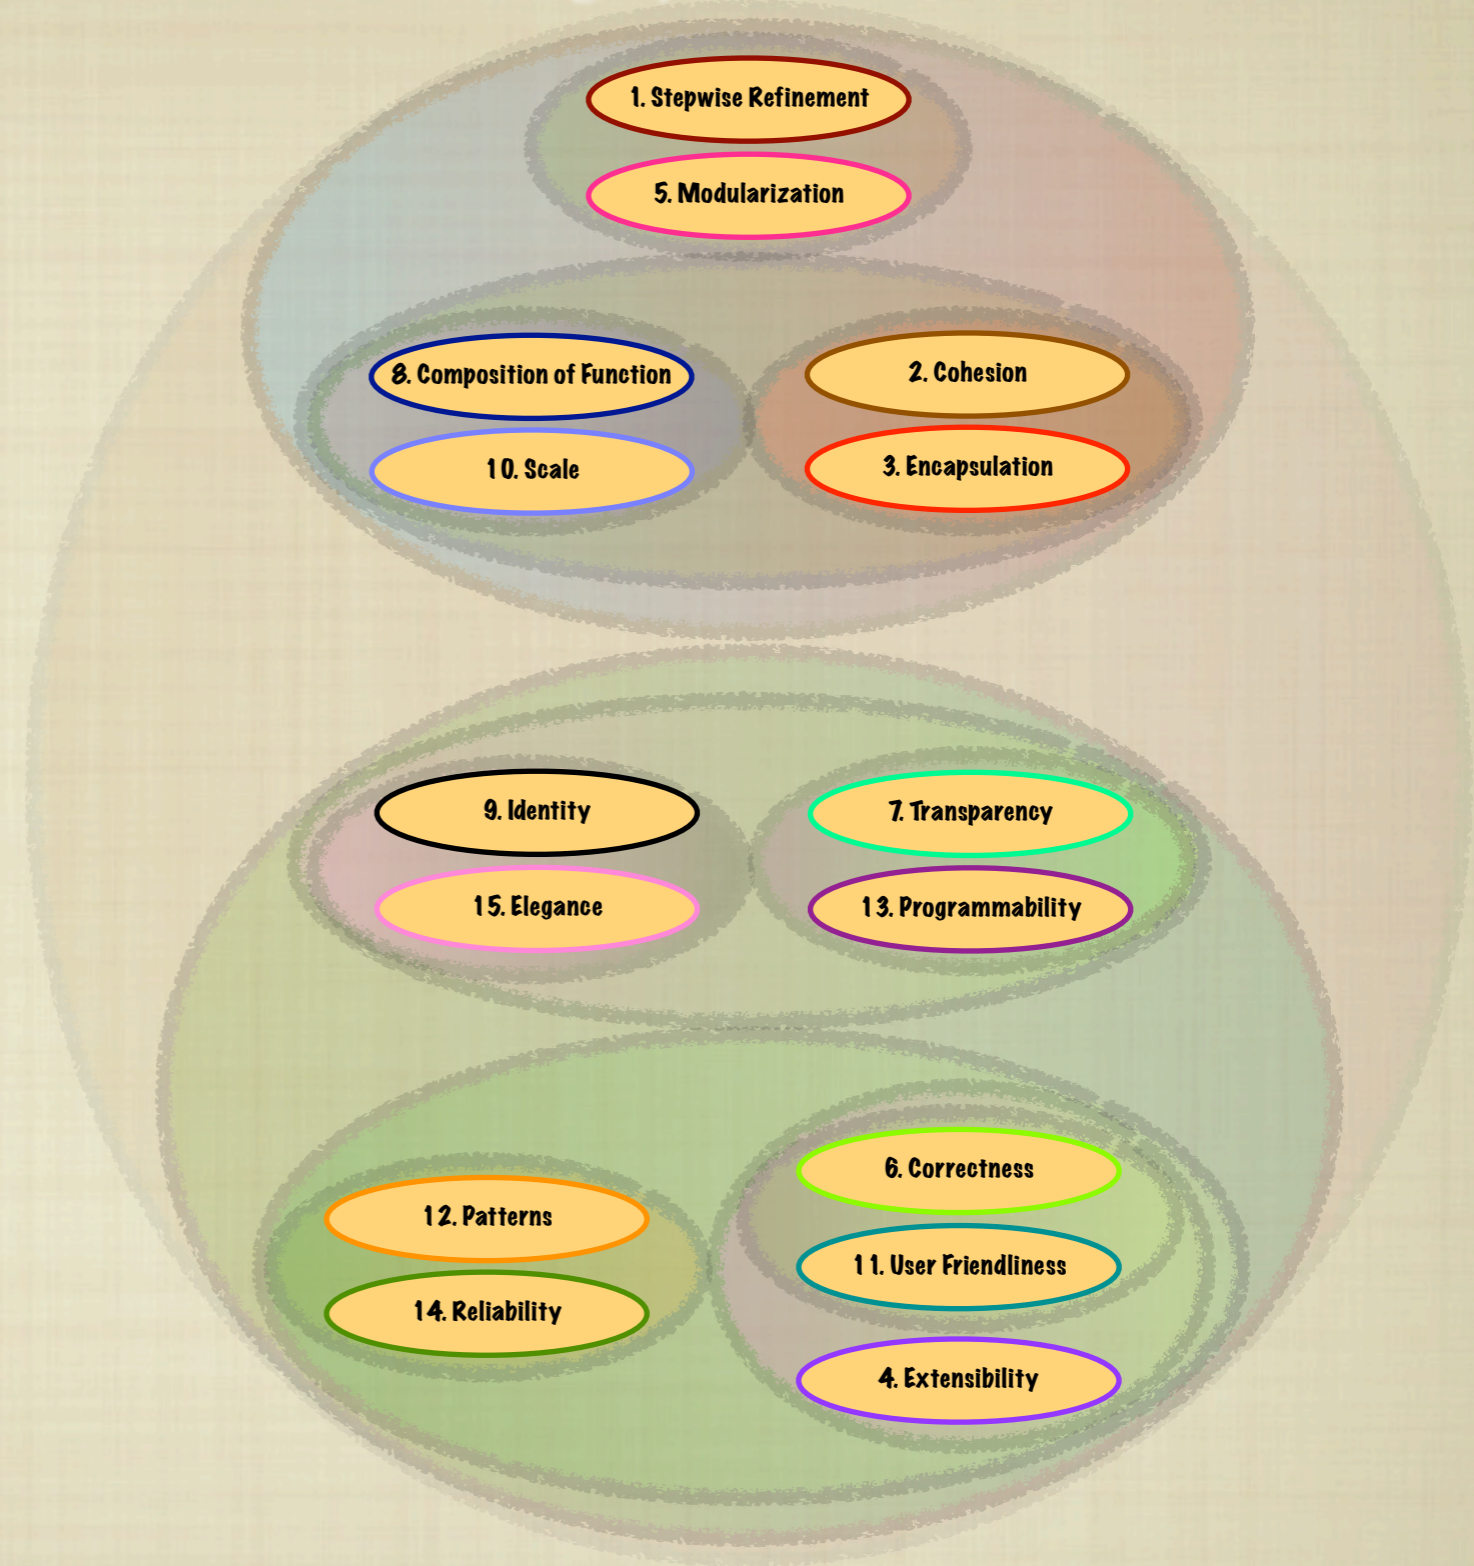 1. Stepwise Refinement
5. Modularization
8. Composition of Function
2. Cohesion
10. Scale
3. Encapsulation
9. Identity
7. Transparency
15. Elegance
13. Programmability
6. Correctness
12. Patterns
11. User Friendliness
14. Reliability
4. Extensibility